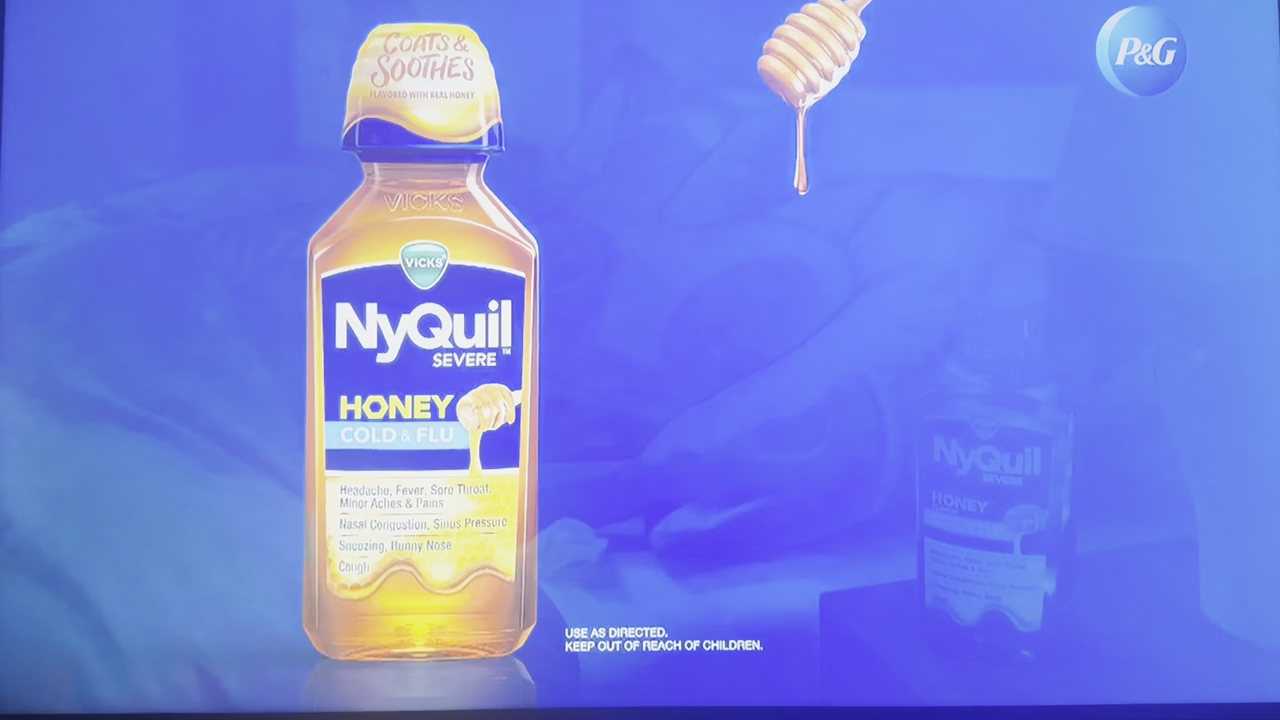 COATS &
SOOTHES
FLAVORED WITH REAL HONEY
VICKS
VICKS
NyQuil
SEVERE™
HONEY
COLD & FLU
Headache, Fever, Sore Throat,
Minor Aches & Pains
Nasal Congestion, Sinus Pressure
Sneezing, Runny Nose
Cough
P&G
NyQuil
SEVERE
HONEY
USE AS DIRECTED.
KEEP OUT OF REACH OF CHILDREN.